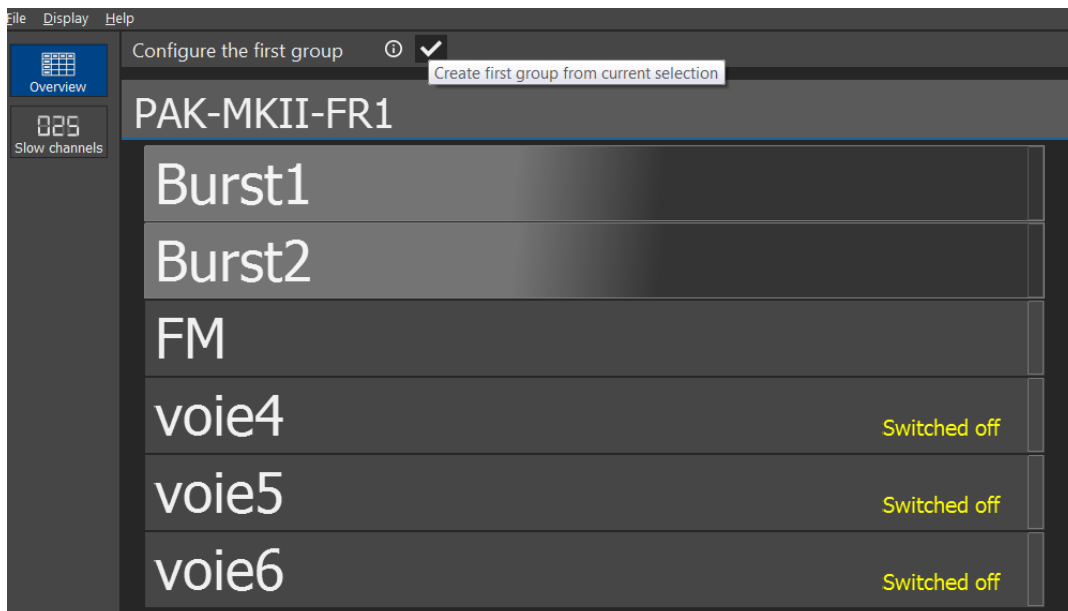 File Display Help
Configure the first group
Create first group from current selection
Overview
025
Slow channels
PAK-MKII-FR1
Burst1
Burst2
FM
voie4 Switched off
voie5 Switched off
voie6 Switched off